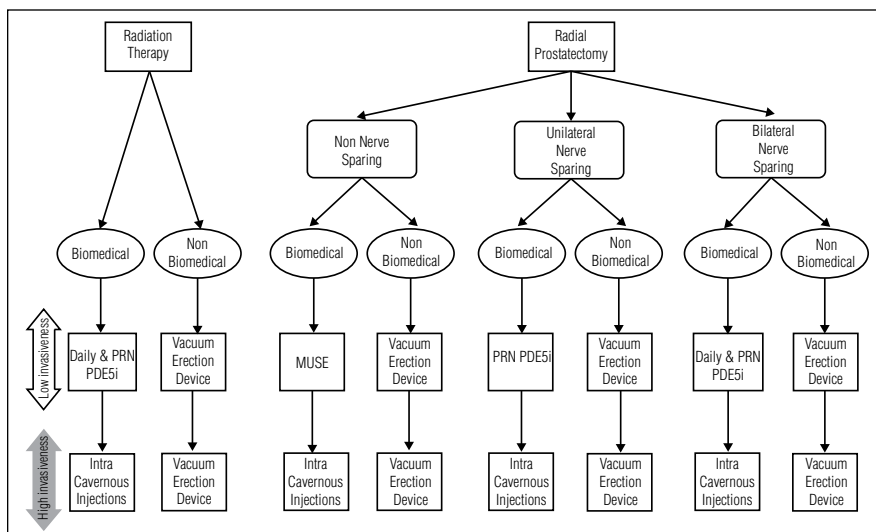 Radiation
Therapy
Radial
Prostatectomy
Non Nerve
Sparing
Unilateral
Nerve
Sparing
Bilateral
Nerve
Sparing
Biomedical
Non
Biomedical
Biomedical
Non
Biomedical
Biomedical
Non
Biomedical
Biomedical
Non
Biomedical
Low invasiveness
Daily & PRN
PDE5i
Vacuum
Erection
Device
MUSE
Vacuum
Erection
Device
PRN PDE5i
Vacuum
Erection
Device
Daily & PRN
PDE5i
Vacuum
Erection
Device
High invasiveness
Intra
Cavernous
Injections
Vacuum
Erection
Device
Intra
Cavernous
Injections
Vacuum
Erection
Device
Intra
Cavernous
Injections
Vacuum
Erection
Device
Intra
Cavernous
Injections
Vacuum
Erection
Device